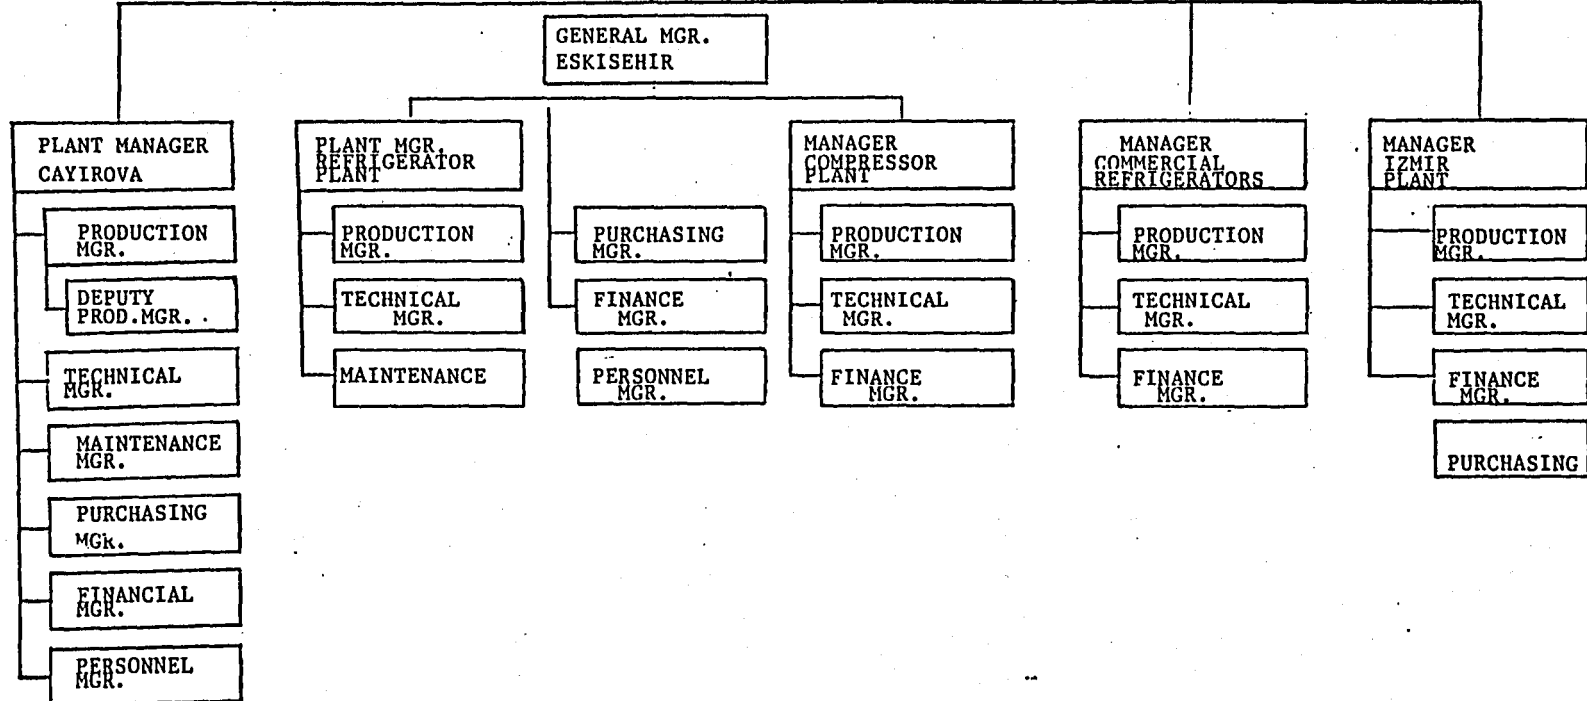 GENERAL MGR.
ESKISEHIR
PLANT MANAGER
CAYIROVA
PRODUCTION
MGR.
DEPUTY
PROD.MGR.
TECHNICAL
MGR.
MAINTENANCE
MGR.
PURCHASING
MGR.
FINANCIAL
MGR.
PERSONNEL
MGR.
PLANT MGR.
REFRIGERATOR
PLANT
PRODUCTION
MGR.
TECHNICAL
MGR.
MAINTENANCE
PURCHASING
MGR.
FINANCE
MGR.
PERSONNEL
MGR.
MANAGER
COMPRESSOR
PLANT
PRODUCTION
MGR.
TECHNICAL
MGR.
FINANCE
MGR.
MANAGER
COMMERCIAL
REFRIGERATORS
PRODUCTION
MGR.
TECHNICAL
MGR.
FINANCE
MGR.
MANAGER
IZMIR
PLANT
PRODUCTION
MGR.
TECHNICAL
MGR.
FINANCE
MGR.
PURCHASING